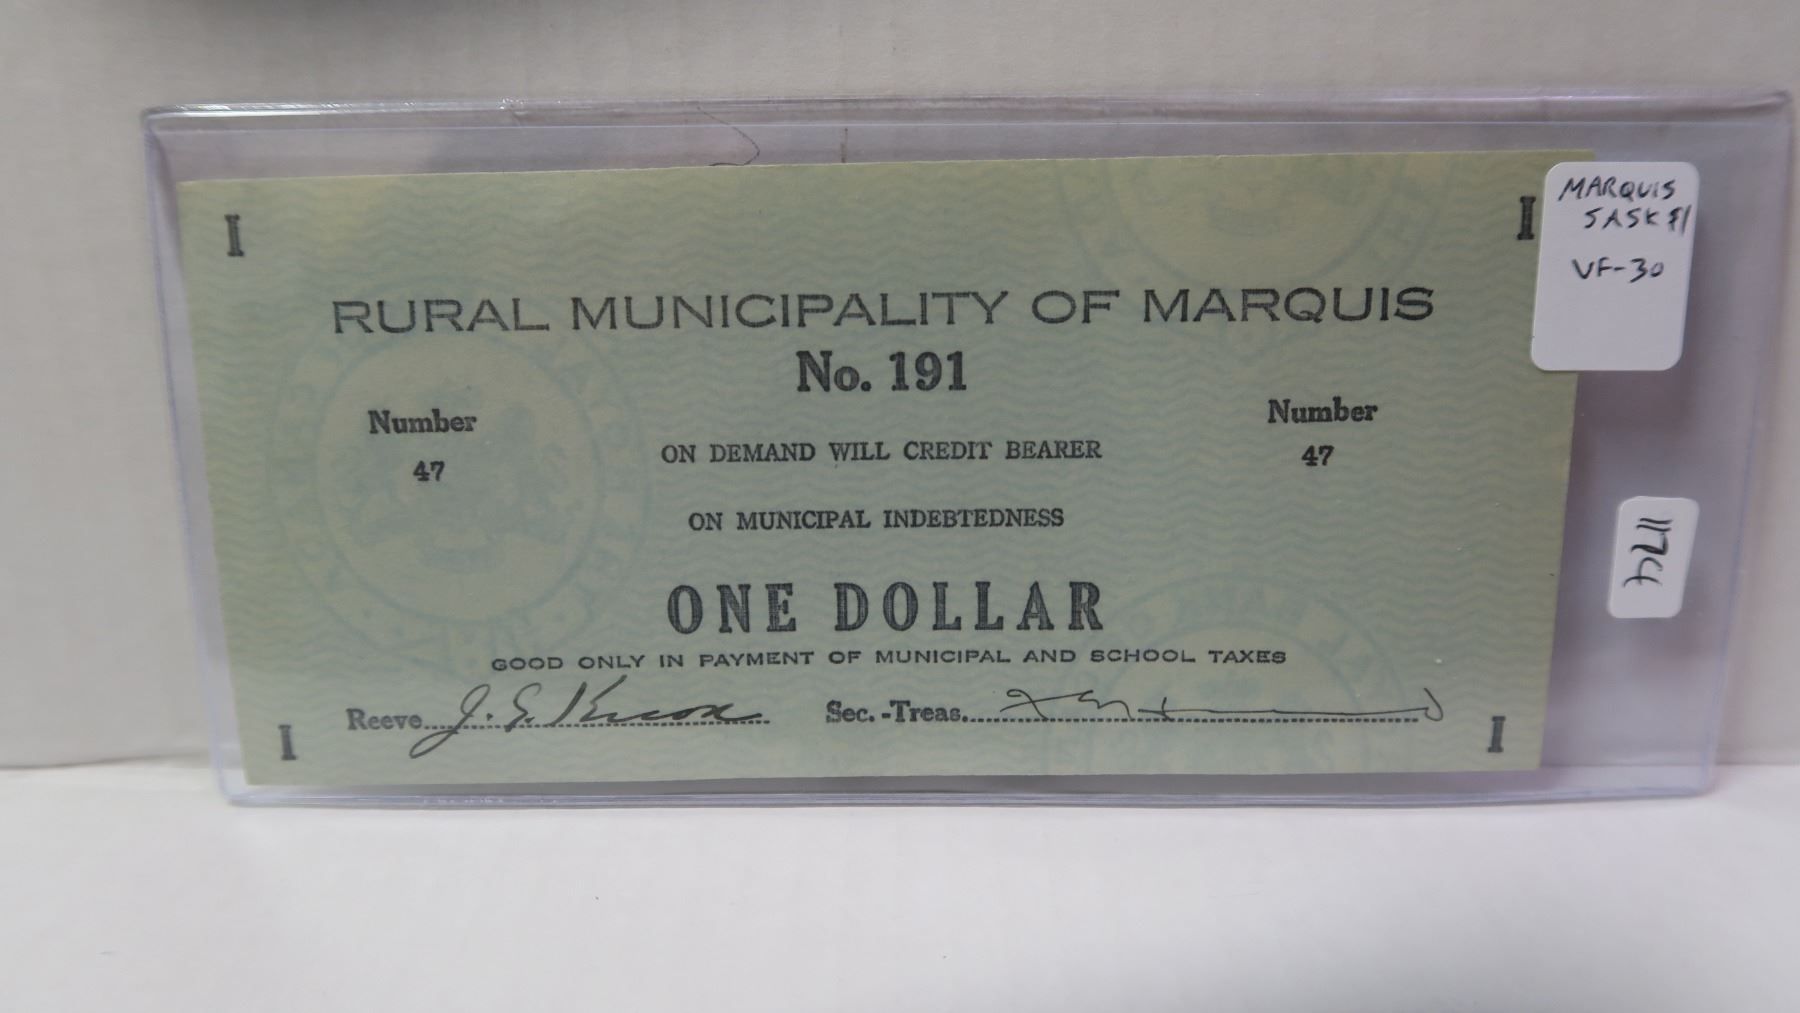 I I
RURAL MUNICIPALITY OF MARQUIS
No. 191
Number Number
47 47
ON DEMAND WILL CREDIT BEARER
ON MUNICIPAL INDEBTEDNESS
ONE DOLLAR
GOOD ONLY IN PAYMENT OF MUNICIPAL AND SCHOOL TAXES
Reeve J. E. Knox Sec.-Treas.
I I
MARQUIS
SASK $1
VF-30
1174